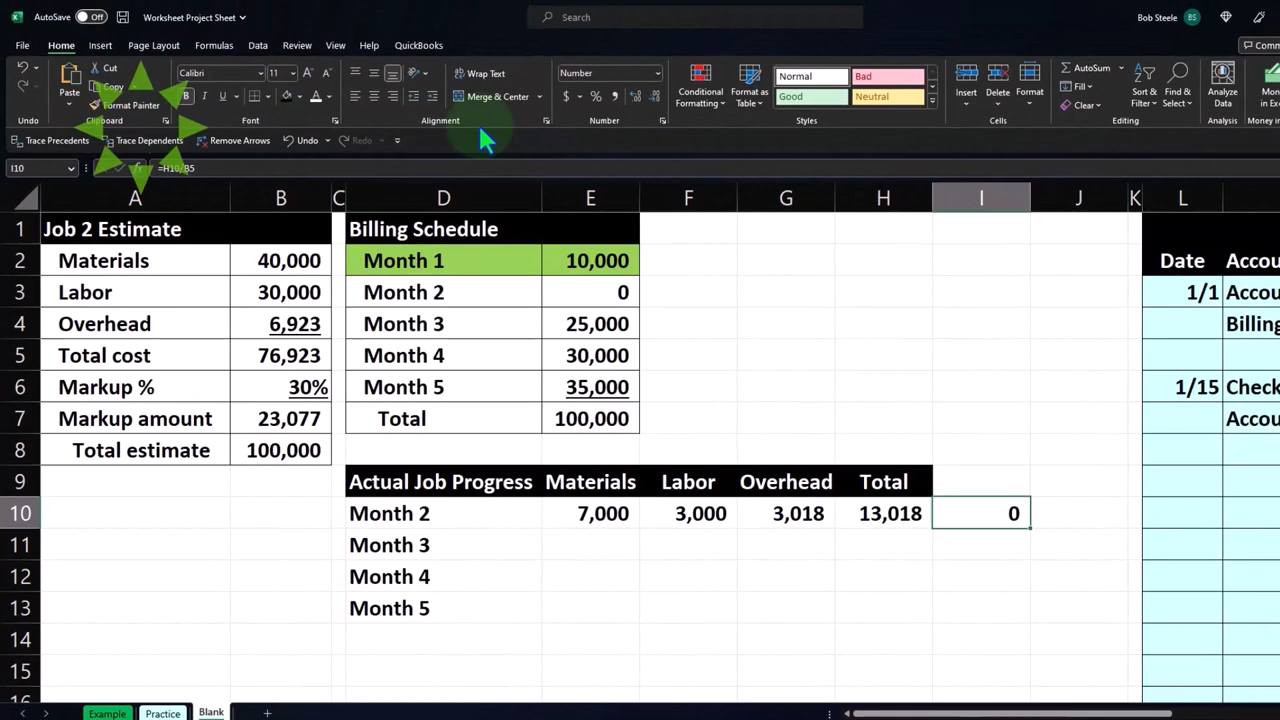 AutoSave Off Worksheet Project Sheet Search Bob Steele BS
File Home Insert Page Layout Formulas Data Review View Help QuickBooks
Undo Paste Cut Copy Format Painter Clipboard
Calibri 11 B I U Font
Wrap Text Merge & Center Alignment
Number $ % Number
Conditional Formatting Format as Table Normal Bad Good Neutral Styles
Insert Delete Format Cells
AutoSum Fill Clear Sort & Filter Find & Select Editing
Analyze Data Analysis Money in
Trace Precedents Trace Dependents Remove Arrows Undo Redo
I10 fx =H10/B5
A B C D E F G H I J K L
1 Job 2 Estimate Billing Schedule
2 Materials 40,000 Month 1 10,000 Date Accou
3 Labor 30,000 Month 2 0 1/1 Accou
4 Overhead 6,923 Month 3 25,000 Billing
5 Total cost 76,923 Month 4 30,000
6 Markup % 30% Month 5 35,000 1/15 Check
7 Markup amount 23,077 Total 100,000 Accou
8 Total estimate 100,000
9 Actual Job Progress Materials Labor Overhead Total
10 Month 2 7,000 3,000 3,018 13,018 0
11 Month 3
12 Month 4
13 Month 5
14
15
16
Example Practice Blank